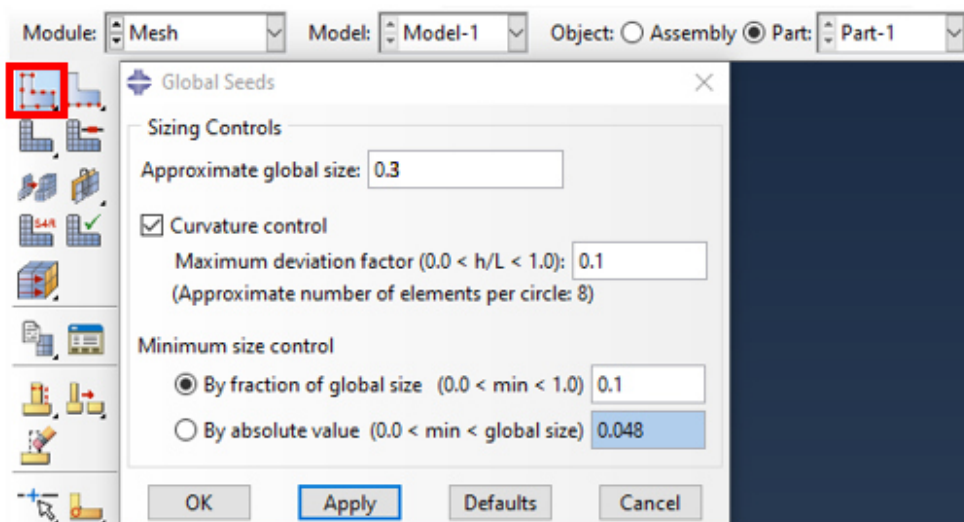 Module: Mesh Model: Model-1 Object: Assembly Part: Part-1
Global Seeds
Sizing Controls
Approximate global size: 0.3
Curvature control
Maximum deviation factor (0.0 < h/L < 1.0): 0.1
(Approximate number of elements per circle: 8)
Minimum size control
By fraction of global size (0.0 < min < 1.0) 0.1
By absolute value (0.0 < min < global size) 0.048
OK Apply Defaults Cancel
S4R